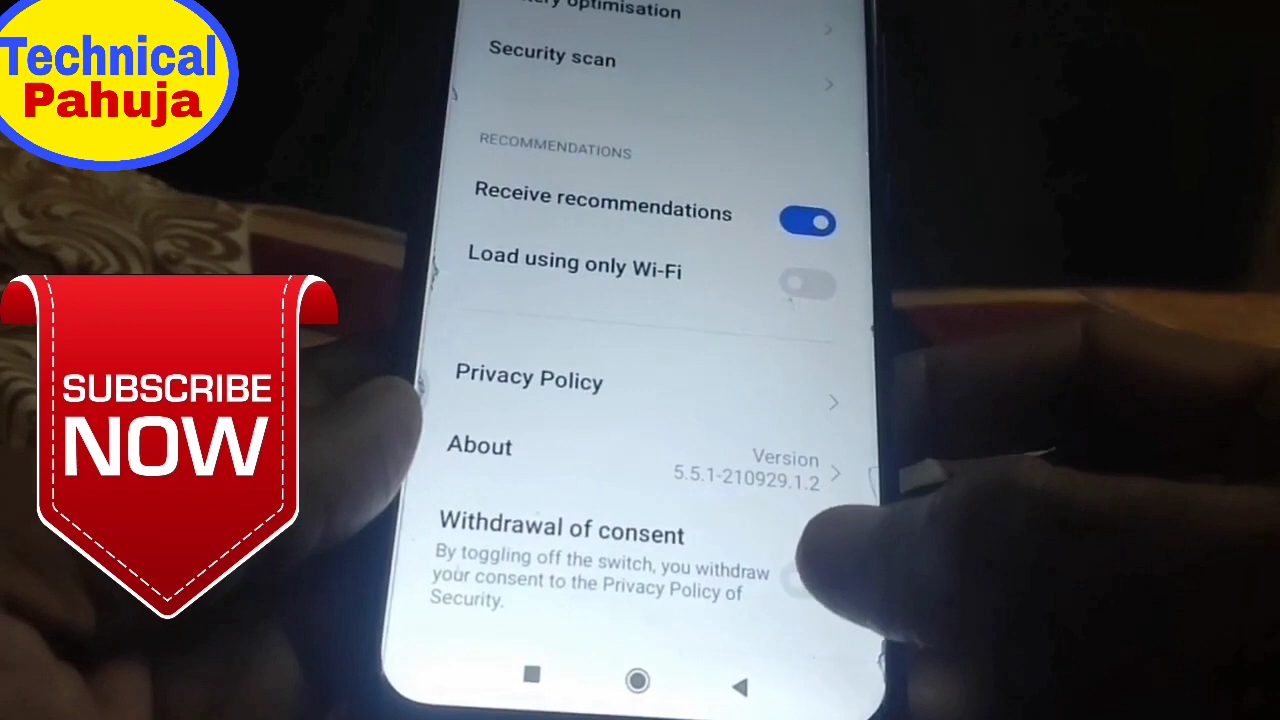 Technical
Pahuja
SUBSCRIBE
NOW
optimisation
Security scan
RECOMMENDATIONS
Receive recommendations
Load using only Wi-Fi
Privacy Policy
About
Version
5.5.1-210929.1.2
Withdrawal of consent
By toggling off the switch, you withdraw
your consent to the Privacy Policy of
Security.